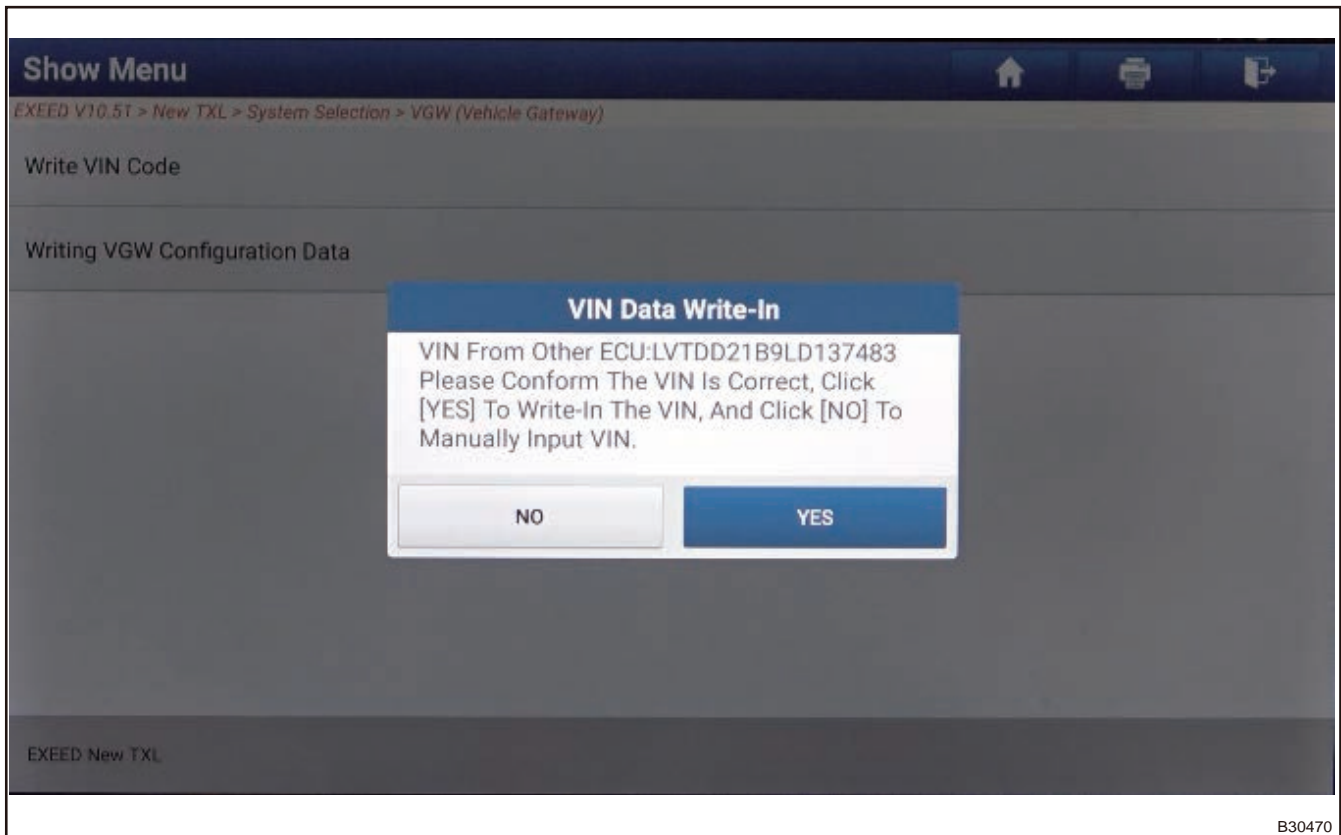 Show Menu
EXEED V10.51 > New TXL > System Selection > VGW (Vehicle Gateway)
Write VIN Code
Writing VGW Configuration Data
VIN Data Write-In
VIN From Other ECU:LVTDD21B9LD137483
Please Conform The VIN Is Correct, Click
[YES] To Write-In The VIN, And Click [NO] To
Manually Input VIN.
NO
YES
EXEED New TXL
B30470